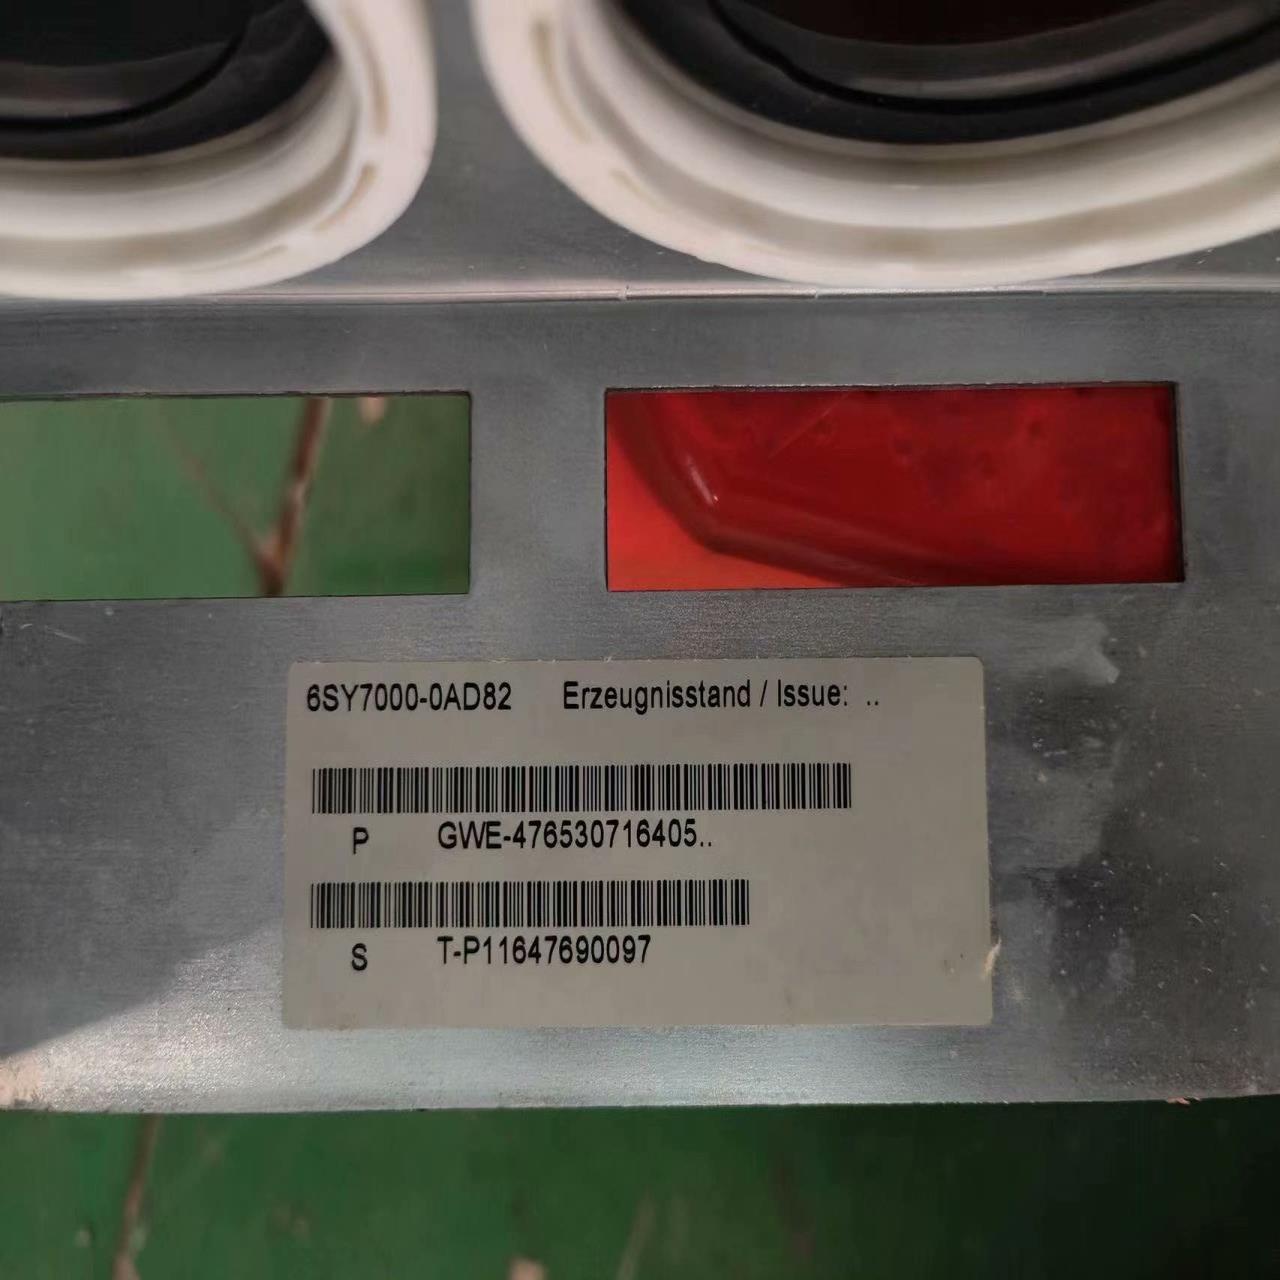 6SY7000-0AD82 Erzeugnisstand / Issue: ..
P GWE-476530716405..
S T-P11647690097